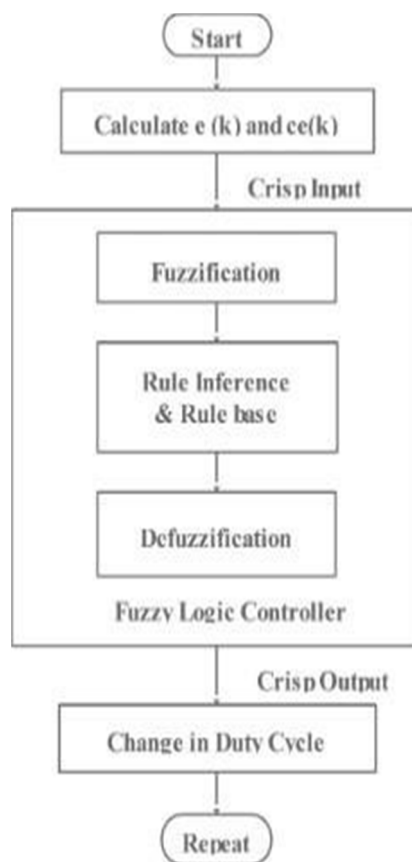 Start
Calculate e (k) and ce(k)
Crisp Input
Fuzzification
Rule Inference
& Rule base
Defuzzification
Fuzzy Logic Controller
Crisp Output
Change in Duty Cycle
Repeat